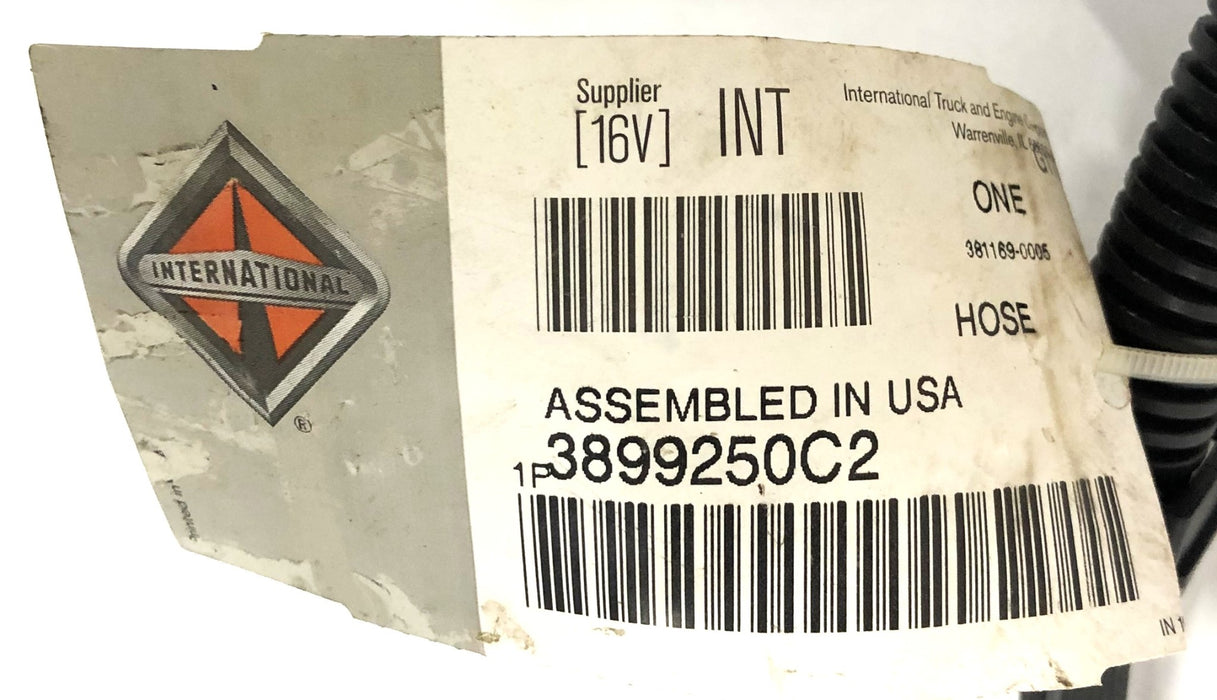 INTERNATIONAL
®
Supplier
[16V] INT
International Truck and Engine
Warrenville, IL
ONE
381169-0005
HOSE
ASSEMBLED IN USA
1P 3899250C2